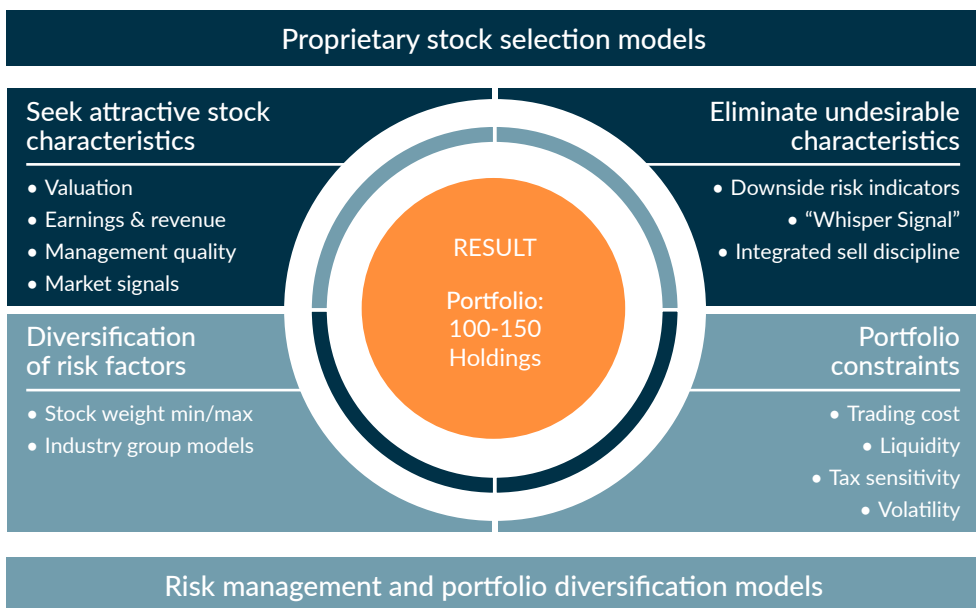 Proprietary stock selection models
Seek attractive stock
characteristics
• Valuation
• Earnings & revenue
• Management quality
• Market signals
Eliminate undesirable
characteristics
• Downside risk indicators
• “Whisper Signal”
• Integrated sell discipline
RESULT
Portfolio:
100-150
Holdings
Diversification
of risk factors
• Stock weight min/max
• Industry group models
Portfolio
constraints
• Trading cost
• Liquidity
• Tax sensitivity
• Volatility
Risk management and portfolio diversification models